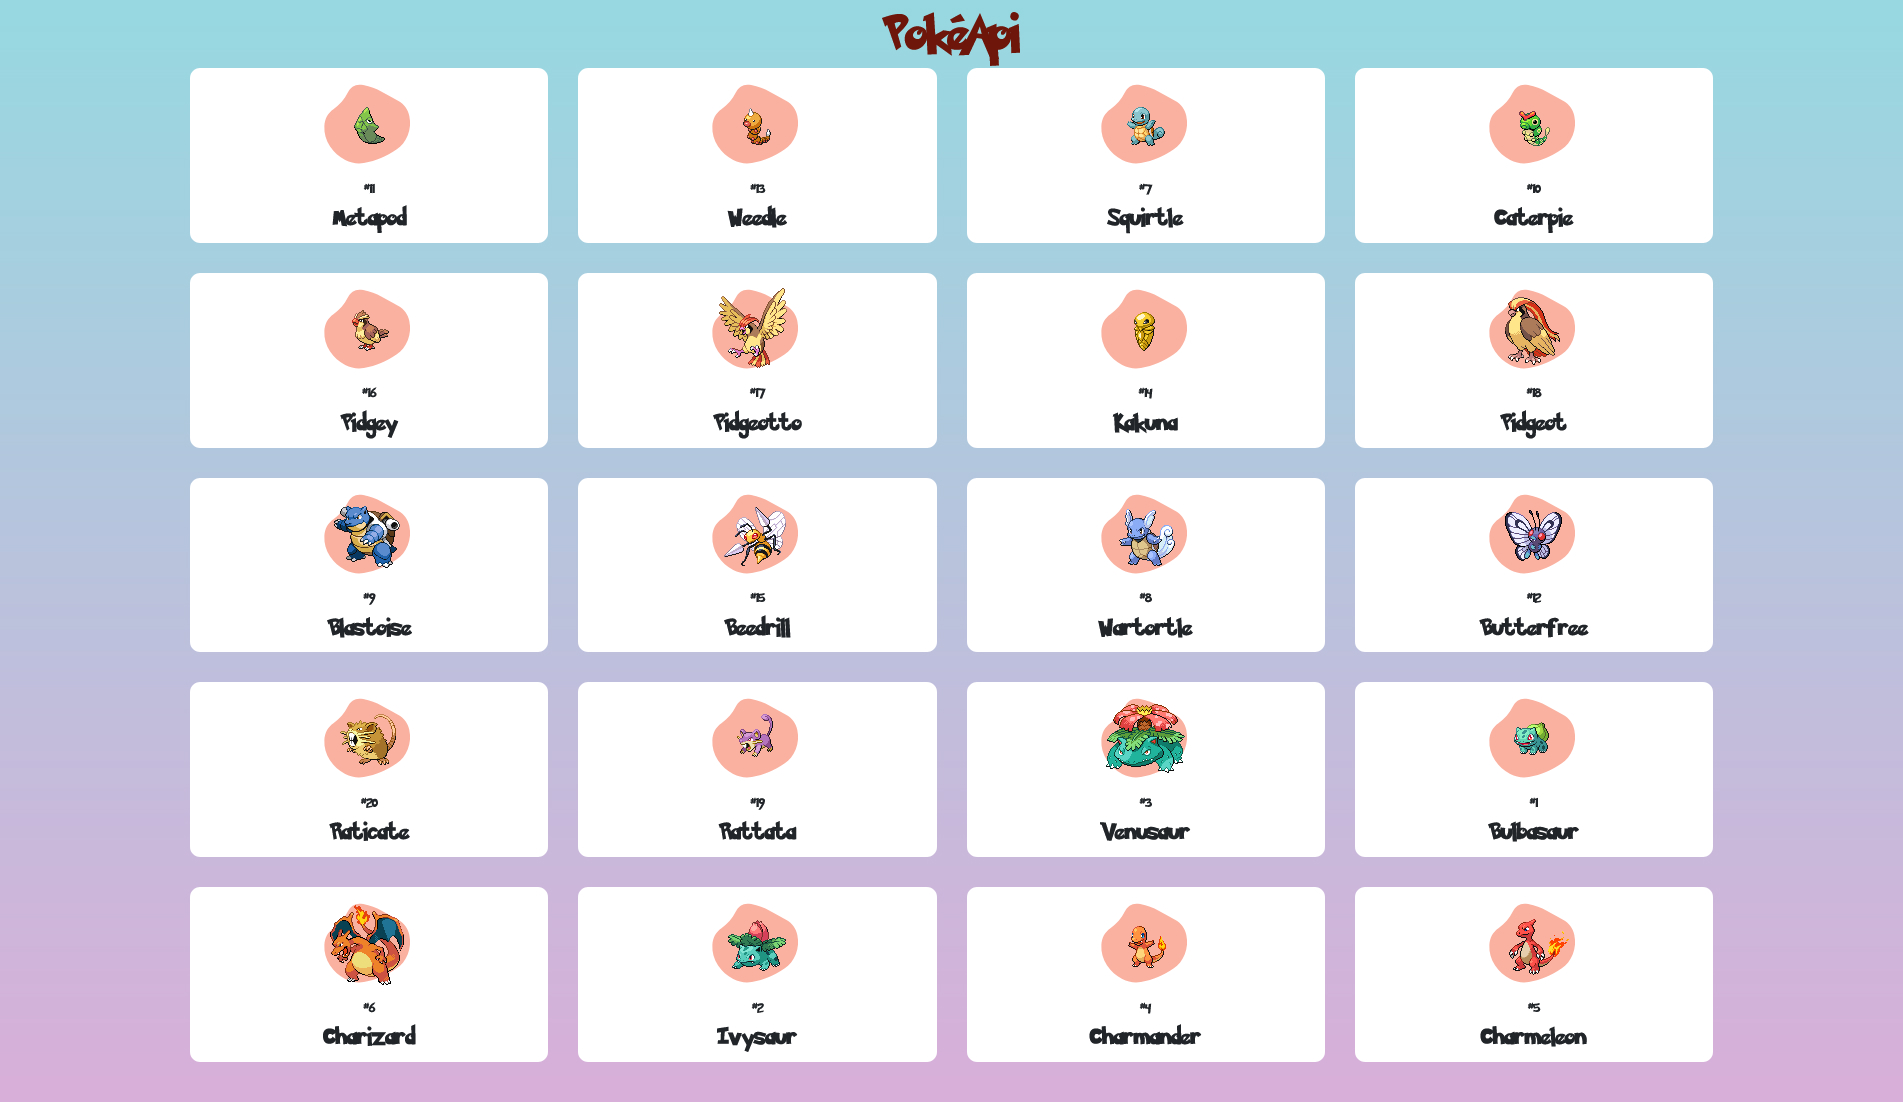 PokéApi
#11
Metapod
#13
Weedle
#7
Squirtle
#10
Caterpie
#16
Pidgey
#17
Pidgeotto
#14
Kakuna
#18
Pidgeot
#9
Blastoise
#15
Beedrill
#8
Wartortle
#12
Butterfree
#20
Raticate
#19
Rattata
#3
Venusaur
#1
Bulbasaur
#6
Charizard
#2
Ivysaur
#4
Charmander
#5
Charmeleon